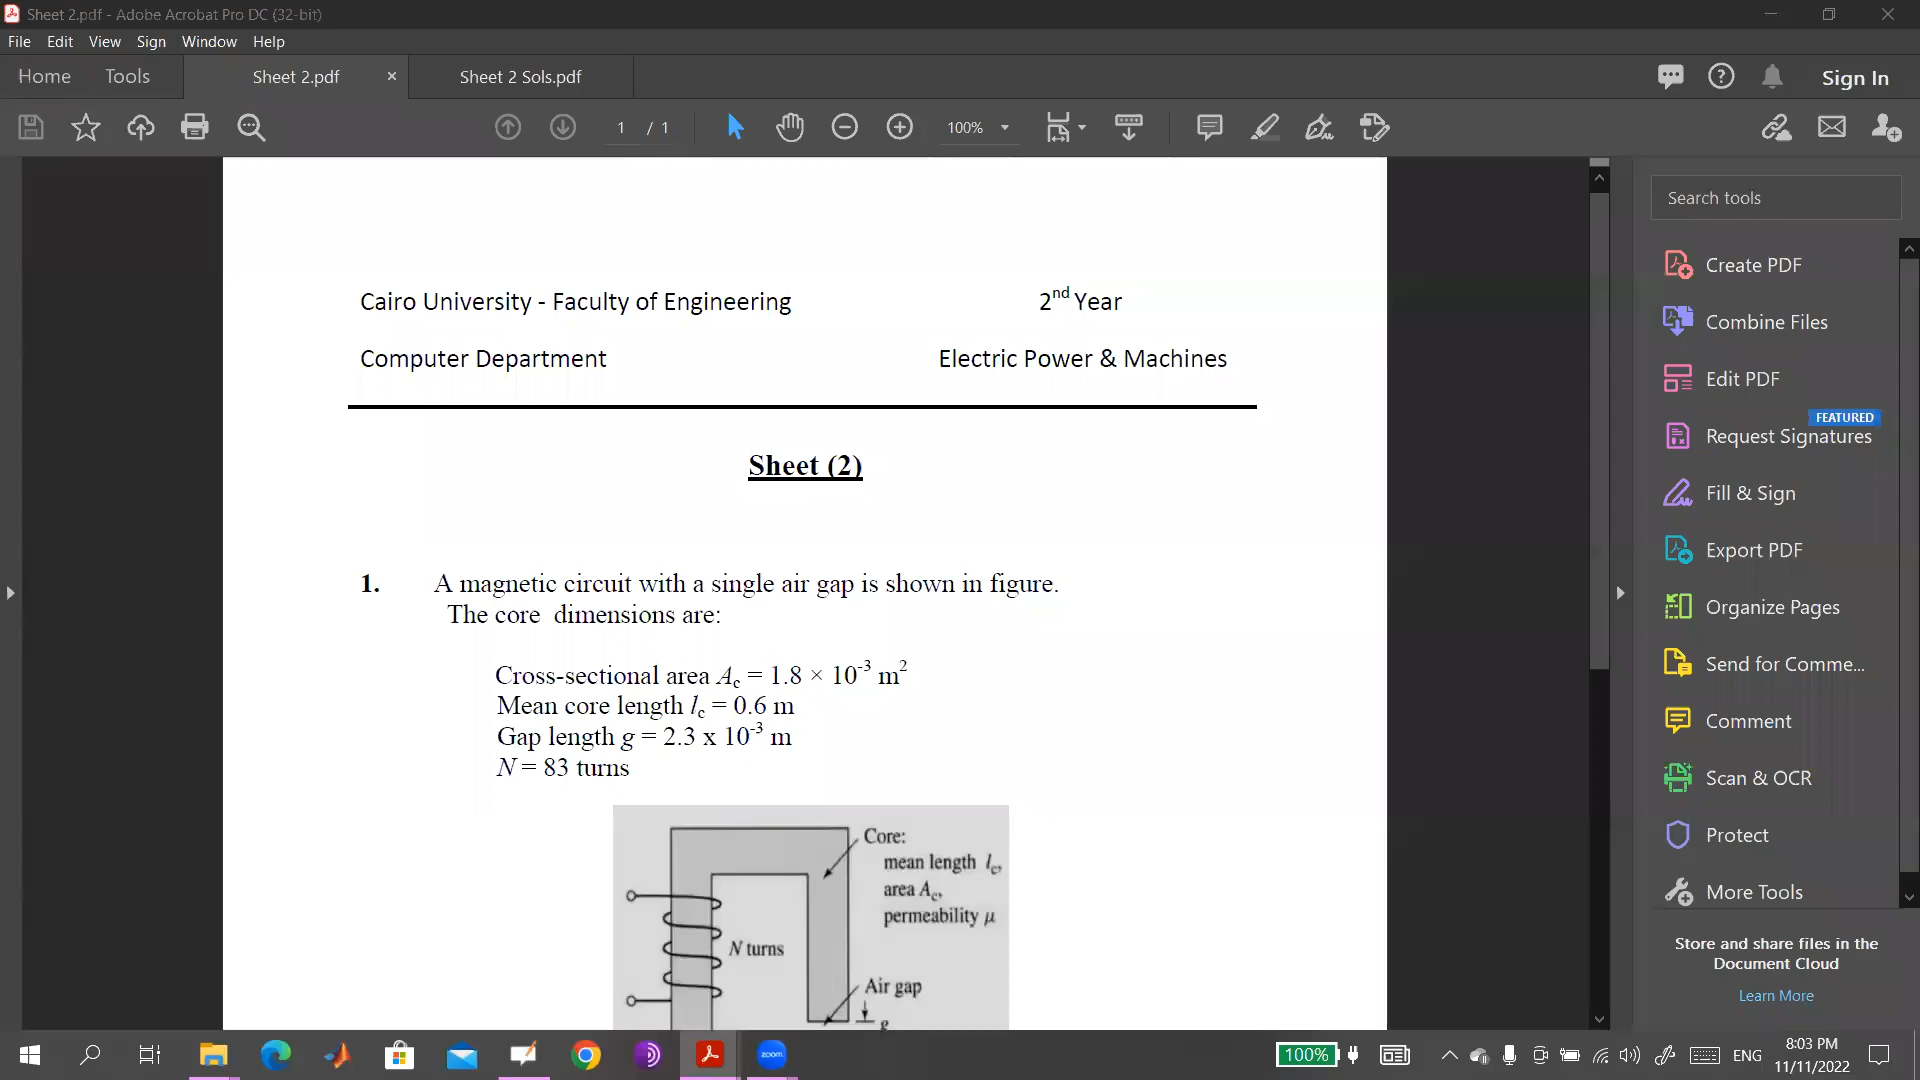 Sheet 2.pdf - Adobe Acrobat Pro DC (32-bit)
File Edit View Sign Window Help
Home Tools Sheet 2.pdf × Sheet 2 Sols.pdf Sign In
1 / 1 100%
Search tools
Create PDF
Combine Files
Edit PDF
FEATURED
Request Signatures
Fill & Sign
Export PDF
Organize Pages
Send for Comme...
Comment
Scan & OCR
Protect
More Tools
Store and share files in the
Document Cloud
Learn More
Cairo University - Faculty of Engineering 2nd Year
Computer Department Electric Power & Machines
Sheet (2)
1. A magnetic circuit with a single air gap is shown in figure.
The core dimensions are:
Cross-sectional area Ac = 1.8 × 10-3 m2
Mean core length lc = 0.6 m
Gap length g = 2.3 x 10-3 m
N = 83 turns
Core:
mean length lc,
area Ac,
permeability μ
N turns
Air gap
g
zoom
100%
ENG
8:03 PM
11/11/2022